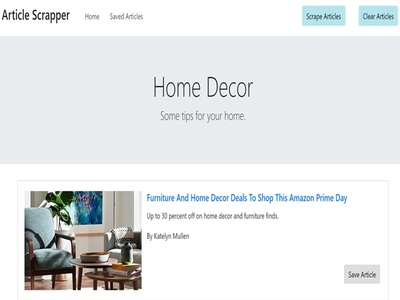 Article Scrapper
Home
Saved Articles
Scrape Articles
Clear Articles
Home Decor
Some tips for your home.
Furniture And Home Decor Deals To Shop This Amazon Prime Day
Up to 30 percent off on home decor and furniture finds.
By Katelyn Mullen
Save Article